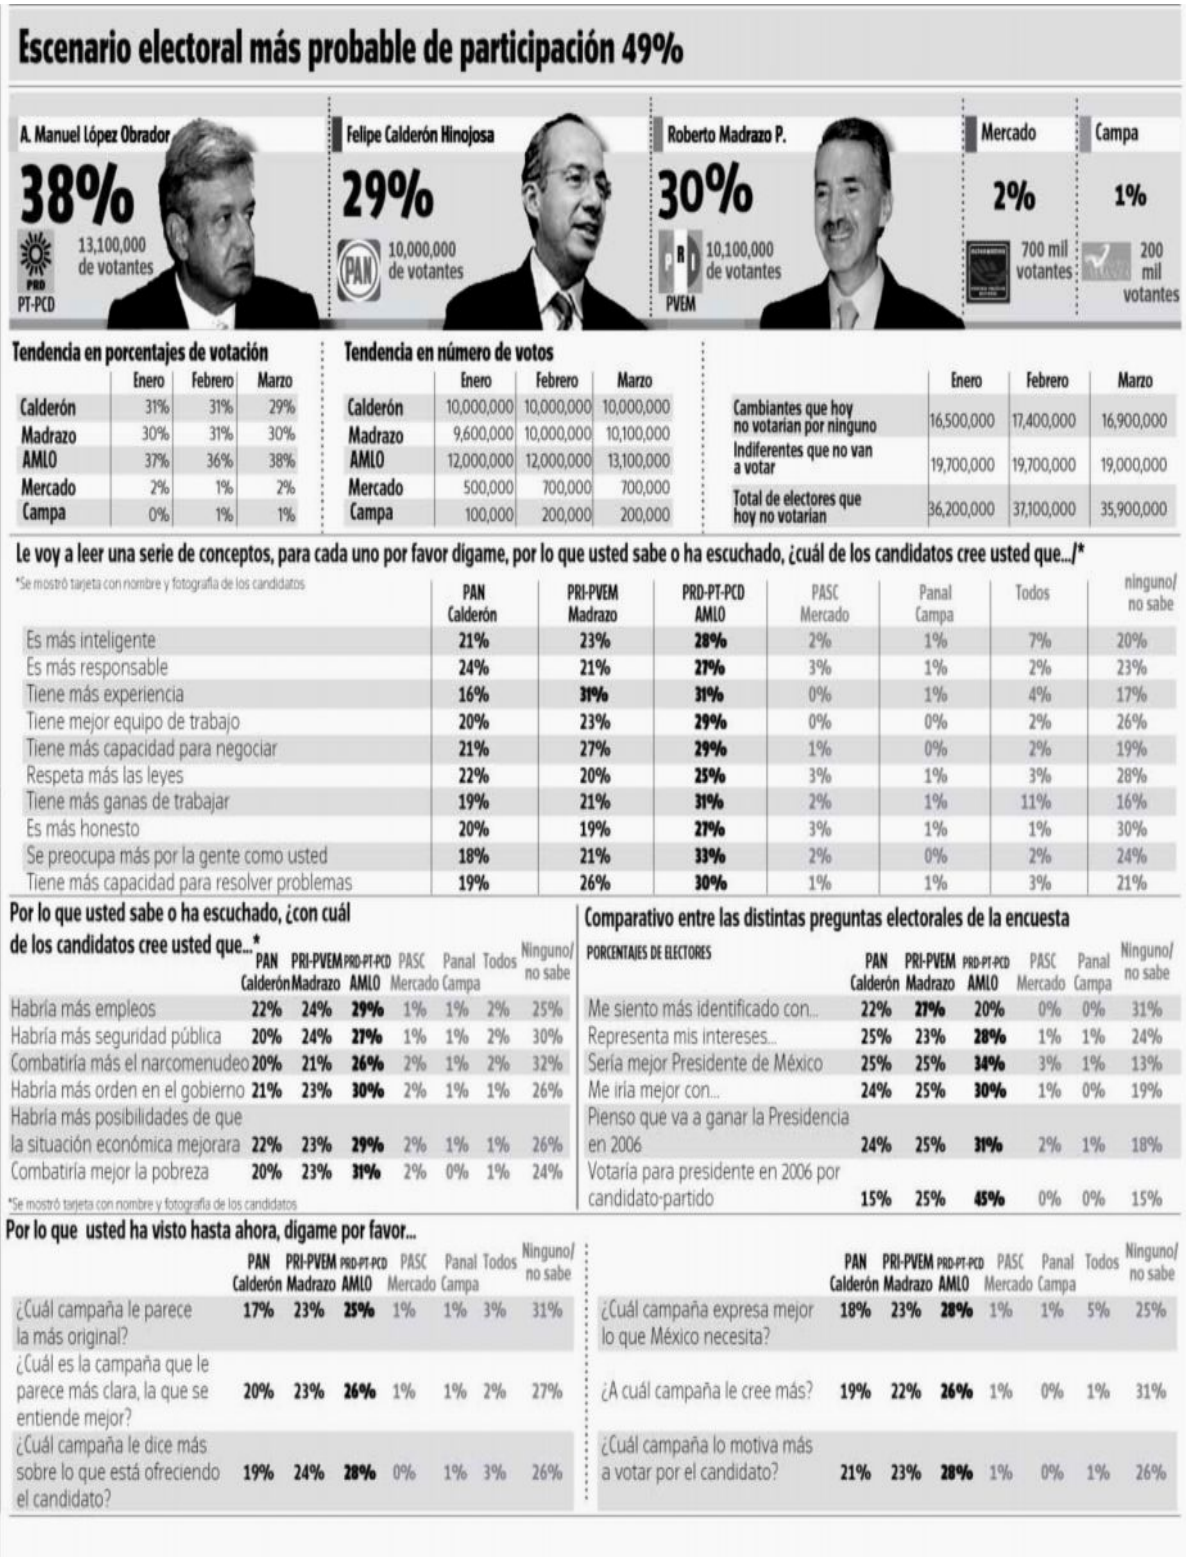 Escenario electoral más probable de participación 49%
A. Manuel López Obrador
38%
13,100,000
de votantes
PRD
PT-PCD
Felipe Calderón Hinojosa
29%
PAN
10,000,000
de votantes
Roberto Madrazo P.
30%
PRI
10,100,000
de votantes
PVEM
Mercado
2%
700 mil
votantes
Campa
1%
200
mil
votantes
Tendencia en porcentajes de votación
Enero Febrero Marzo
Calderón 31% 31% 29%
Madrazo 30% 31% 30%
AMLO 37% 36% 38%
Mercado 2% 1% 2%
Campa 0% 1% 1%
Tendencia en número de votos
Enero Febrero Marzo
Calderón 10,000,000 10,000,000 10,000,000
Madrazo 9,600,000 10,000,000 10,100,000
AMLO 12,000,000 12,000,000 13,100,000
Mercado 500,000 700,000 700,000
Campa 100,000 200,000 200,000
Enero Febrero Marzo
Cambiantes que hoy
no votarían por ninguno 16,500,000 17,400,000 16,900,000
Indiferentes que no van
a votar 19,700,000 19,700,000 19,000,000
Total de electores que
hoy no votarían 36,200,000 37,100,000 35,900,000
Le voy a leer una serie de conceptos, para cada uno por favor dígame, por lo que usted sabe o ha escuchado, ¿cuál de los candidatos cree usted que.../*
*Se mostró tarjeta con nombre y fotografía de los candidatos
PAN PRI-PVEM PRD-PT-PCD PASC Panal Todos ninguno/
Calderón Madrazo AMLO Mercado Campa no sabe
Es más inteligente 21% 23% 28% 2% 1% 7% 20%
Es más responsable 24% 21% 27% 3% 1% 2% 23%
Tiene más experiencia 16% 31% 31% 0% 1% 4% 17%
Tiene mejor equipo de trabajo 20% 23% 29% 0% 0% 2% 26%
Tiene más capacidad para negociar 21% 27% 29% 1% 0% 2% 19%
Respeta más las leyes 22% 20% 25% 3% 1% 3% 28%
Tiene más ganas de trabajar 19% 21% 31% 2% 1% 11% 16%
Es más honesto 20% 19% 27% 3% 1% 1% 30%
Se preocupa más por la gente como usted 18% 21% 33% 2% 0% 2% 24%
Tiene más capacidad para resolver problemas 19% 26% 30% 1% 1% 3% 21%
Por lo que usted sabe o ha escuchado, ¿con cuál
de los candidatos cree usted que...*
PAN PRI-PVEM PRD-PT-PCD PASC Panal Todos Ninguno/
Calderón Madrazo AMLO Mercado Campa no sabe
Habría más empleos 22% 24% 29% 1% 1% 2% 25%
Habría más seguridad pública 20% 24% 27% 1% 1% 2% 30%
Combatiría más el narcomenudeo 20% 21% 26% 2% 1% 2% 32%
Habría más orden en el gobierno 21% 23% 30% 2% 1% 1% 26%
Habría más posibilidades de que
la situación económica mejorara 22% 23% 29% 2% 1% 1% 26%
Combatiría mejor la pobreza 20% 23% 31% 2% 0% 1% 24%
*Se mostró tarjeta con nombre y fotografía de los candidatos
Comparativo entre las distintas preguntas electorales de la encuesta
PORCENTAJES DE ELECTORES
PAN PRI-PVEM PRD-PT-PCD PASC Panal Ninguno/
Calderón Madrazo AMLO Mercado Campa no sabe
Me siento más identificado con... 22% 27% 20% 0% 0% 31%
Representa mis intereses... 25% 23% 28% 1% 1% 24%
Sería mejor Presidente de México 25% 25% 34% 3% 1% 13%
Me iría mejor con... 24% 25% 30% 1% 0% 19%
Pienso que va a ganar la Presidencia
en 2006 24% 25% 31% 2% 1% 18%
Votaría para presidente en 2006 por
candidato-partido 15% 25% 45% 0% 0% 15%
Por lo que usted ha visto hasta ahora, dígame por favor...
PAN PRI-PVEM PRD-PT-PCD PASC Panal Todos Ninguno/
Calderón Madrazo AMLO Mercado Campa no sabe
¿Cuál campaña le parece 17% 23% 25% 1% 1% 3% 31%
la más original?
¿Cuál es la campaña que le
parece más clara, la que se 20% 23% 26% 1% 1% 2% 27%
entiende mejor?
¿Cuál campaña le dice más
sobre lo que está ofreciendo 19% 24% 28% 0% 1% 3% 26%
el candidato?
PAN PRI-PVEM PRD-PT-PCD PASC Panal Todos Ninguno/
Calderón Madrazo AMLO Mercado Campa no sabe
¿Cuál campaña expresa mejor 18% 23% 28% 1% 1% 5% 25%
lo que México necesita?
¿A cuál campaña le cree más? 19% 22% 26% 1% 0% 1% 31%
¿Cuál campaña lo motiva más
a votar por el candidato? 21% 23% 28% 1% 0% 1% 26%